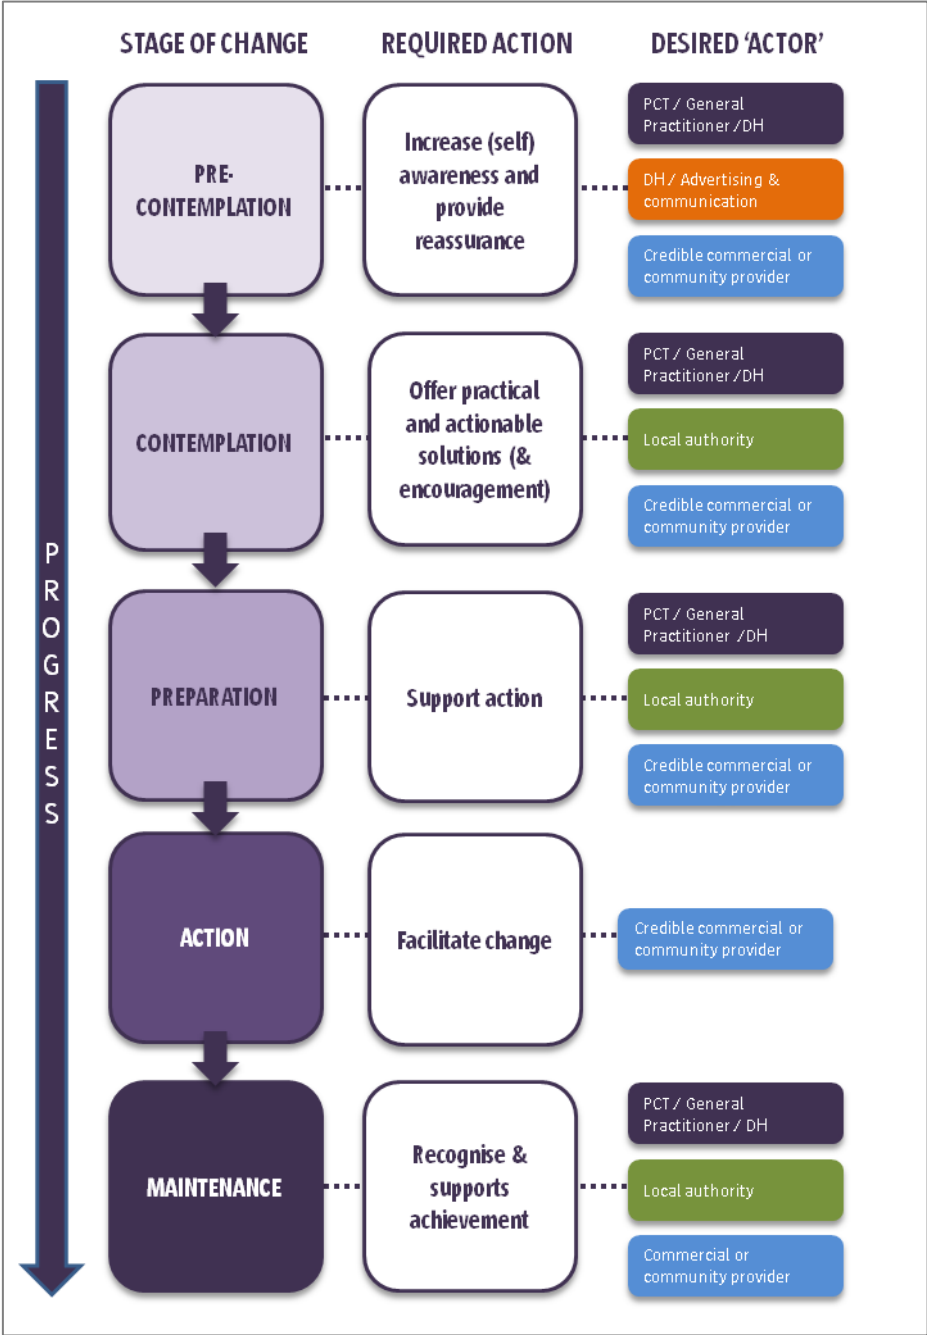 STAGE OF CHANGE
REQUIRED ACTION
DESIRED ‘ACTOR’
PROGRESS
PRE-
CONTEMPLATION
Increase (self)
awareness and
provide
reassurance
PCT / General
Practitioner /DH
DH / Advertising &
communication
Credible commercial or
community provider
CONTEMPLATION
Offer practical
and actionable
solutions (&
encouragement)
PCT / General
Practitioner /DH
Local authority
Credible commercial or
community provider
PREPARATION
Support action
PCT / General
Practitioner /DH
Local authority
Credible commercial or
community provider
ACTION
Facilitate change
Credible commercial or
community provider
MAINTENANCE
Recognise &
supports
achievement
PCT / General
Practitioner / DH
Local authority
Commercial or
community provider